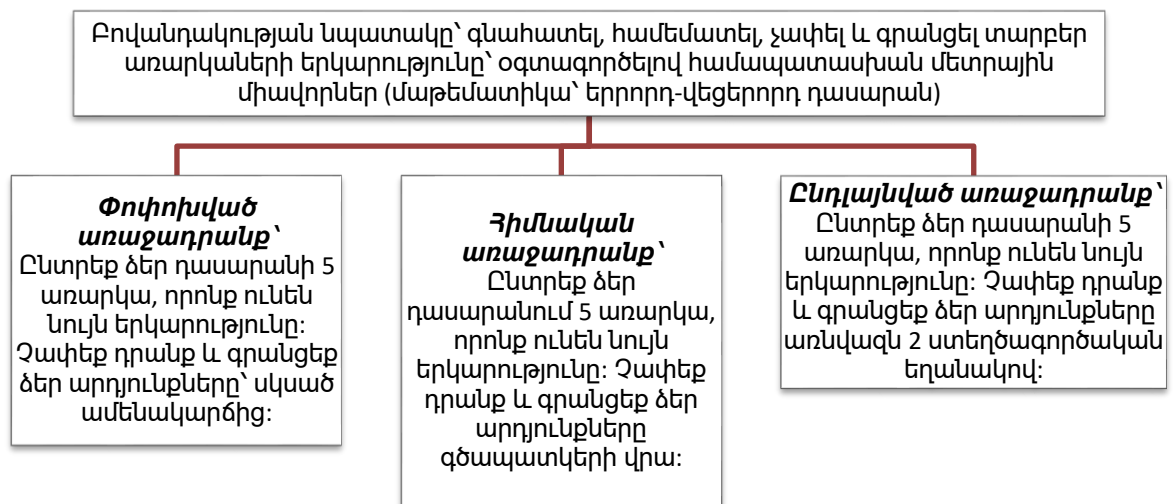 Բովանդակության նպատակը՝ գնահատել, համեմատել, չափել և գրանցել տարբեր
առարկաների երկարությունը՝ օգտագործելով համապատասխան մետրային
միավորներ (մաթեմատիկա՝ երրորդ-վեցերորդ դասարան)
Փոփոխված
առաջադրանք՝
Ընտրեք ձեր դասարանի 5
առարկա, որոնք ունեն
նույն երկարությունը։
Չափեք դրանք և գրանցեք
ձեր արդյունքները՝ սկսած
ամենակարճից։
Հիմնական
առաջադրանք՝
Ընտրեք ձեր
դասարանում 5 առարկա,
որոնք ունեն նույն
երկարությունը։ Չափեք
դրանք և գրանցեք ձեր
արդյունքները
գծապատկերի վրա։
Ընդլայնված առաջադրանք՝
Ընտրեք ձեր դասարանի 5
առարկա, որոնք ունեն նույն
երկարությունը։ Չափեք դրանք
և գրանցեք ձեր արդյունքները
առնվազն 2 ստեղծագործական
եղանակով։